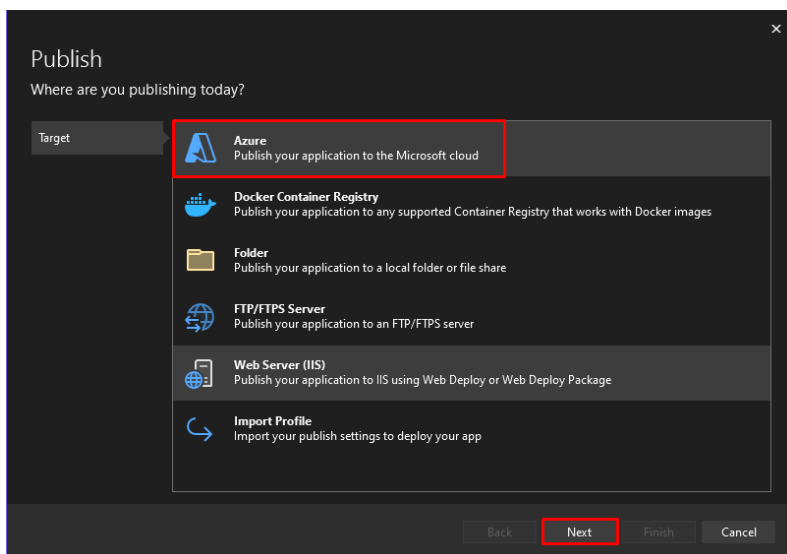 Publish
Where are you publishing today?
Target
Azure
Publish your application to the Microsoft cloud
Docker Container Registry
Publish your application to any supported Container Registry that works with Docker images
Folder
Publish your application to a local folder or file share
FTP/FTPS Server
Publish your application to an FTP/FTPS server
Web Server (IIS)
Publish your application to IIS using Web Deploy or Web Deploy Package
Import Profile
Import your publish settings to deploy your app
Back Next Finish Cancel